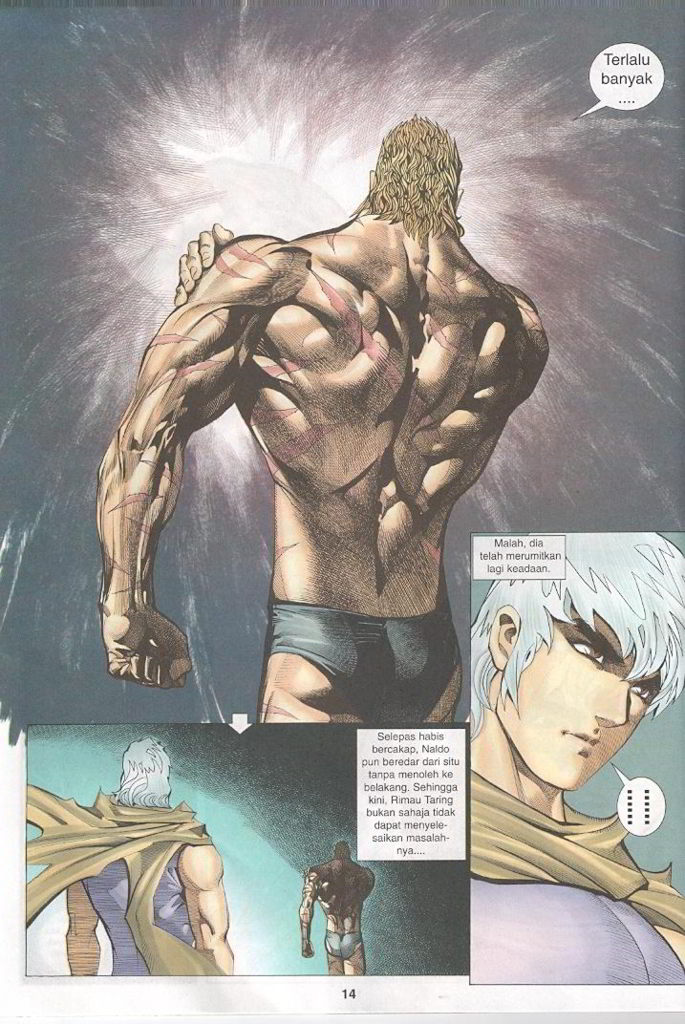 Terlalu
banyak
....
Selepas habis
bercakap, Naldo
pun beredar dari situ
tanpa menoleh ke
belakang. Sehingga
kini, Rimau Taring
bukan sahaja tidak
dapat menyele-
saikan masalah-
nya....
Malah, dia
telah merumitkan
lagi keadaan.
14